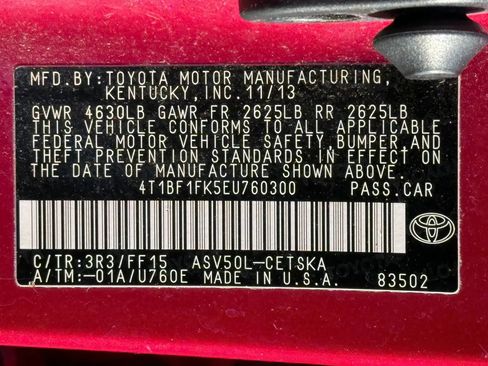 MFD. BY: TOYOTA MOTOR MANUFACTURING,
KENTUCKY, INC. 11/13
GVWR 4630LB GAWR FR 2625LB RR 2625LB
THIS VEHICLE CONFORMS TO ALL APPLICABLE
FEDERAL MOTOR VEHICLE SAFETY, BUMPER, AND
THEFT PREVENTION STANDARDS IN EFFECT ON
THE DATE OF MANUFACTURE SHOWN ABOVE.
4T1BF1FK5EU760300 PASS. CAR
C/TR: 3R3/FF15 ASV50L-CETSKA
A/TM: -01A/U760E MADE IN U.S.A. 83502